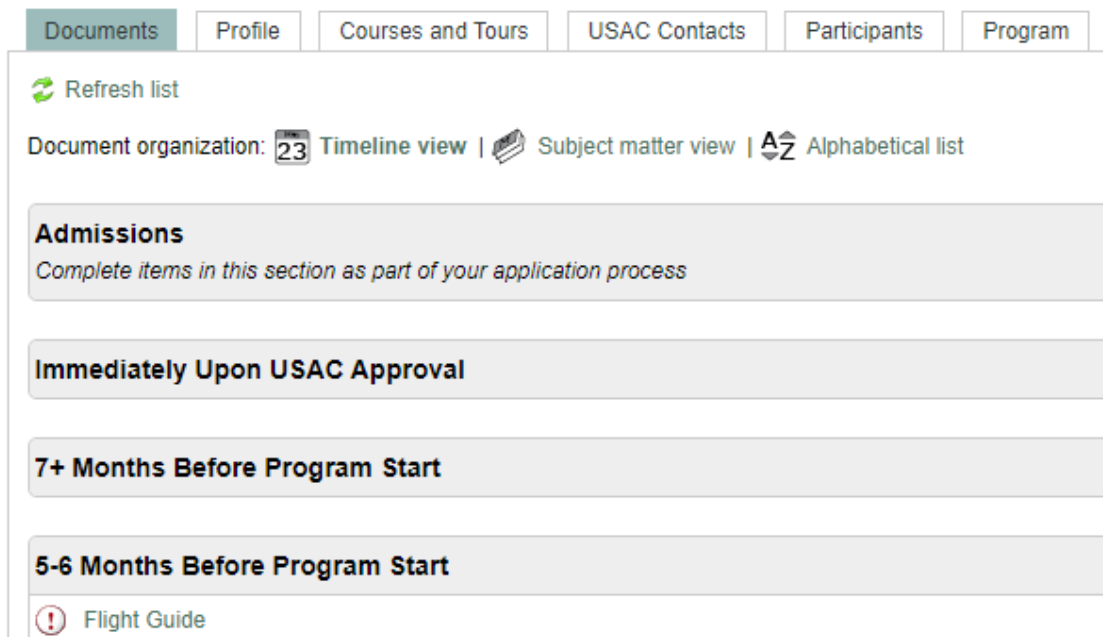 Documents Profile Courses and Tours USAC Contacts Participants Program
Refresh list
Document organization: 23 Timeline view | Subject matter view | AZ Alphabetical list
Admissions
Complete items in this section as part of your application process
Immediately Upon USAC Approval
7+ Months Before Program Start
5-6 Months Before Program Start
! Flight Guide